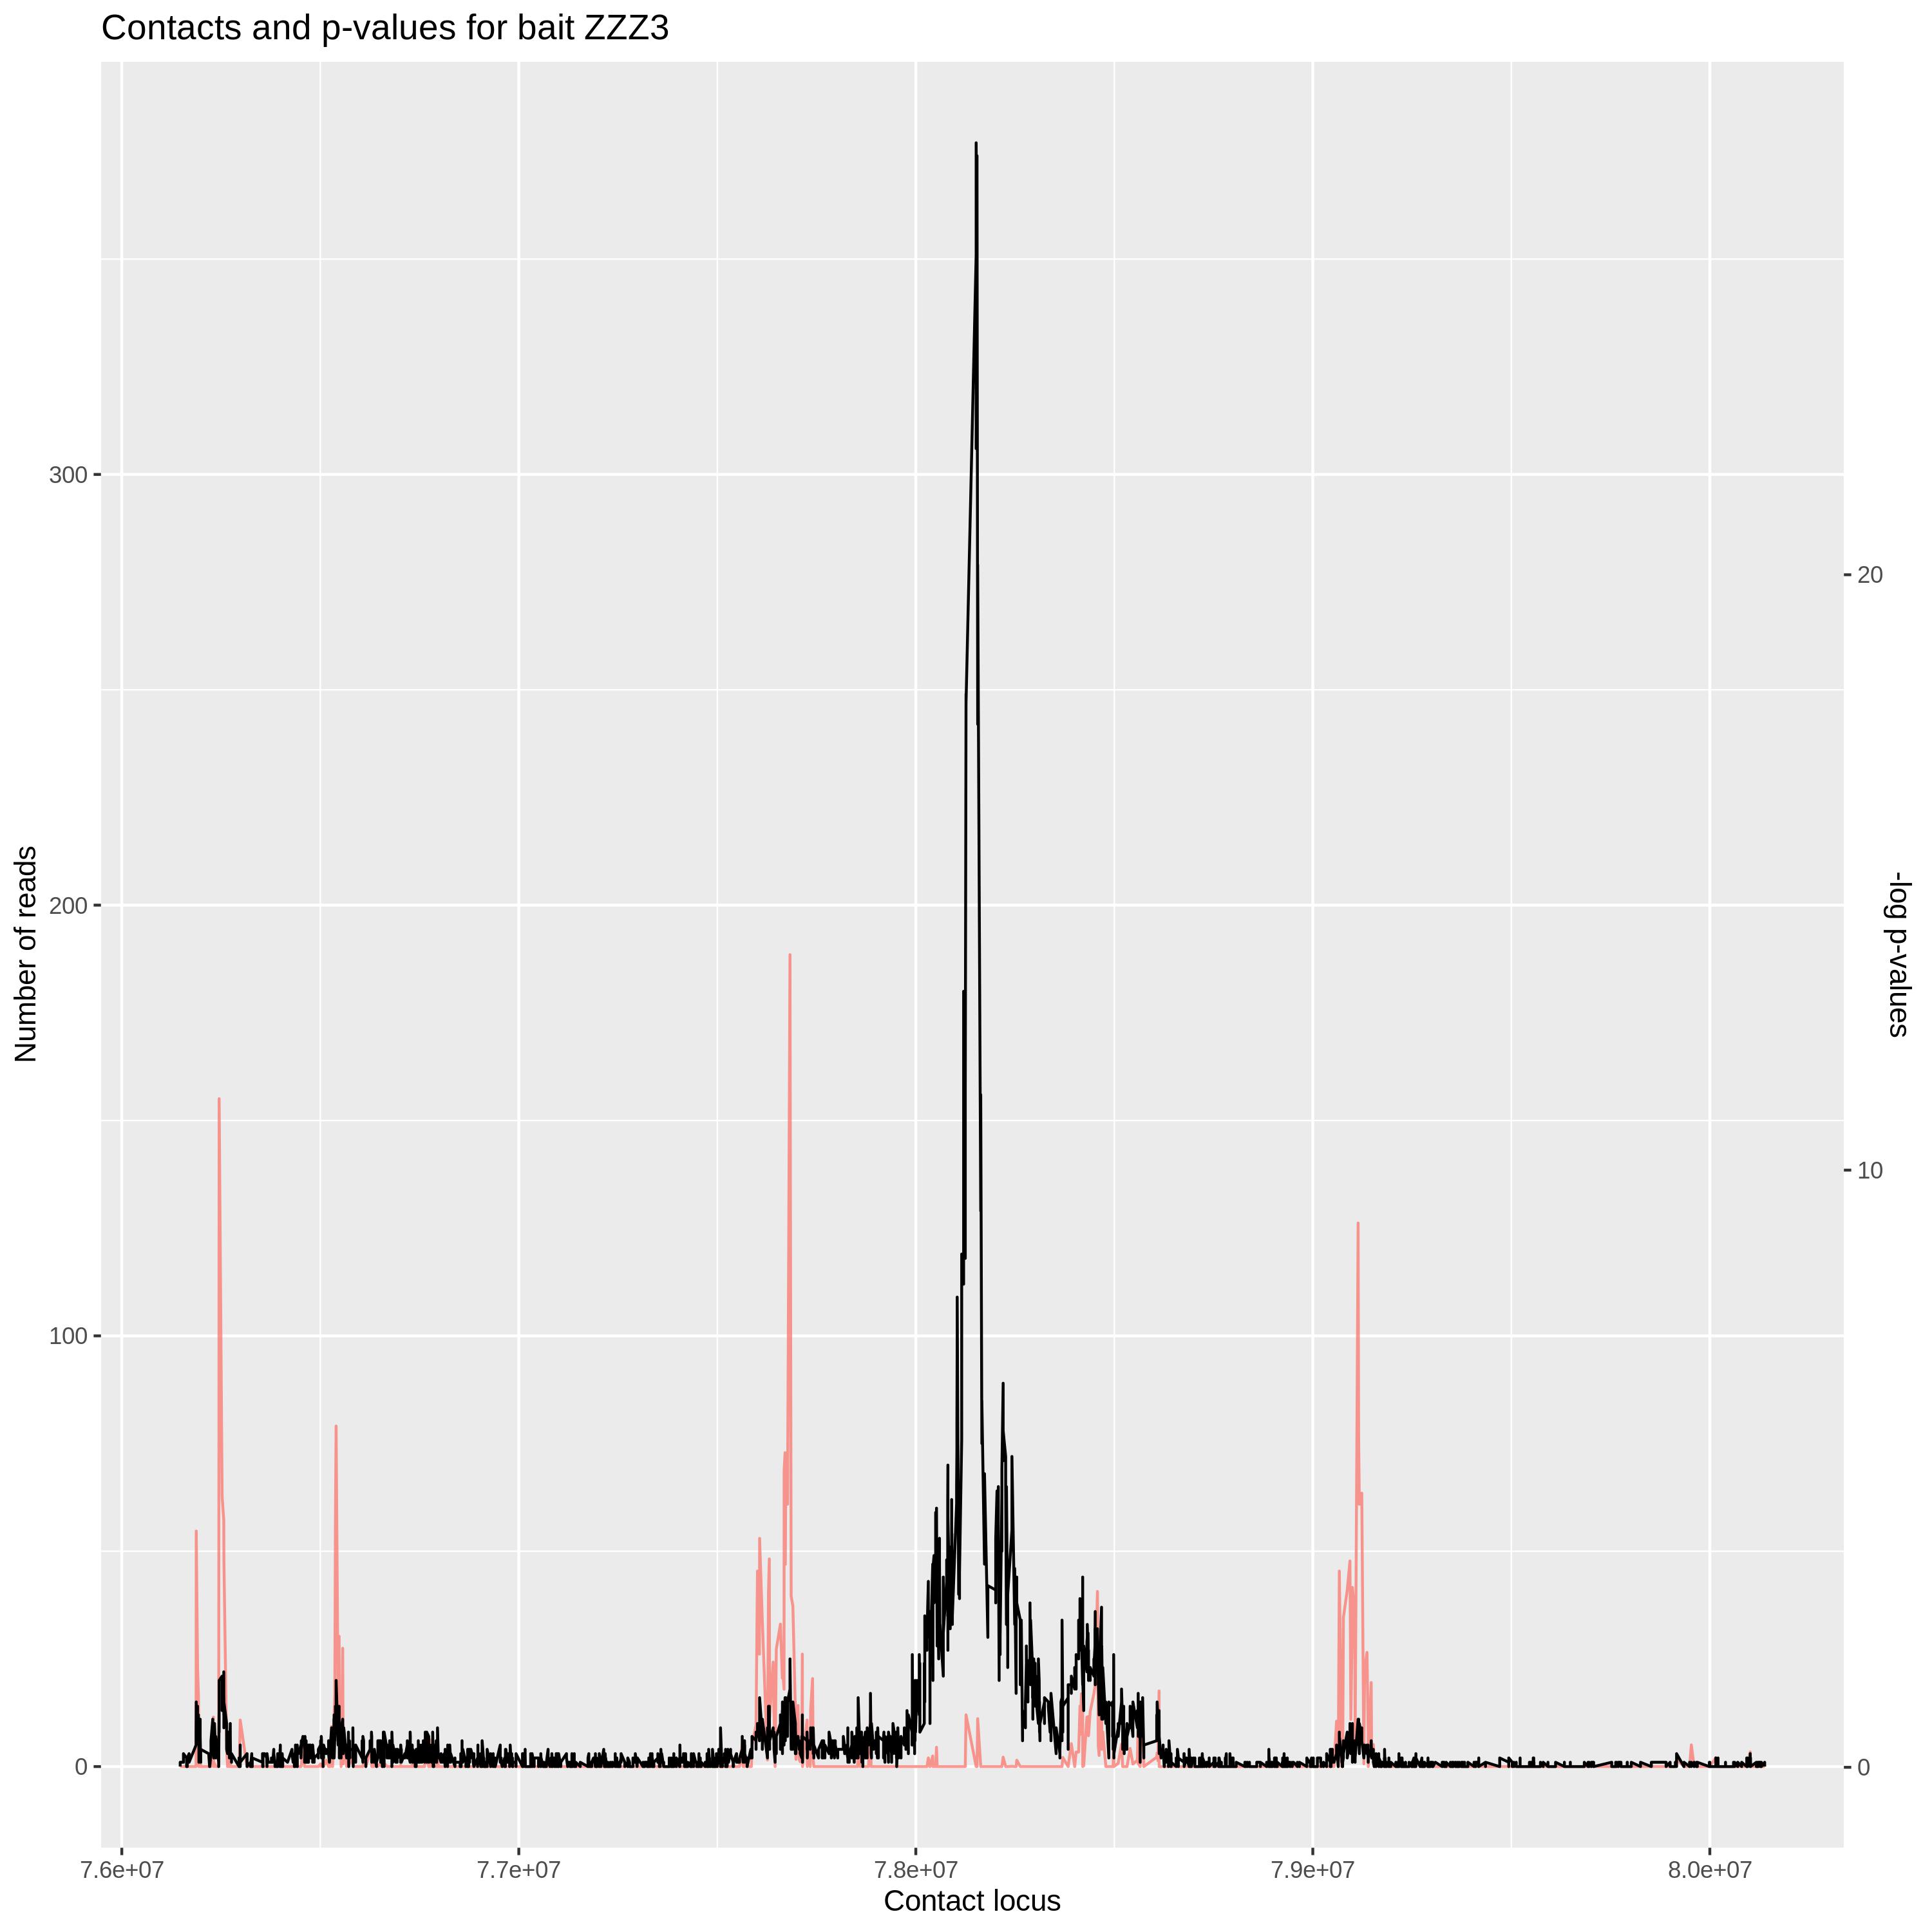 Contacts and p-values for bait ZZZ3
Number of reads
300
200
100
0
20
10
0
-log p-values
7.6e+07
7.7e+07
7.8e+07
7.9e+07
8.0e+07
Contact locus